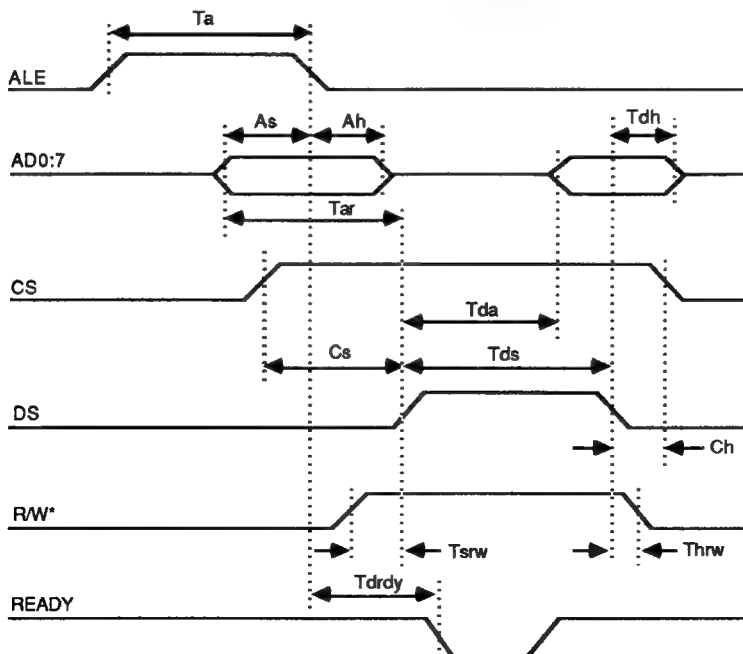 Ta
ALE
As
Ah
Tdh
AD0:7
Tar
CS
Tda
Cs
Tds
DS
Ch
R/W*
Tsrw
Thrw
Tdrdy
READY